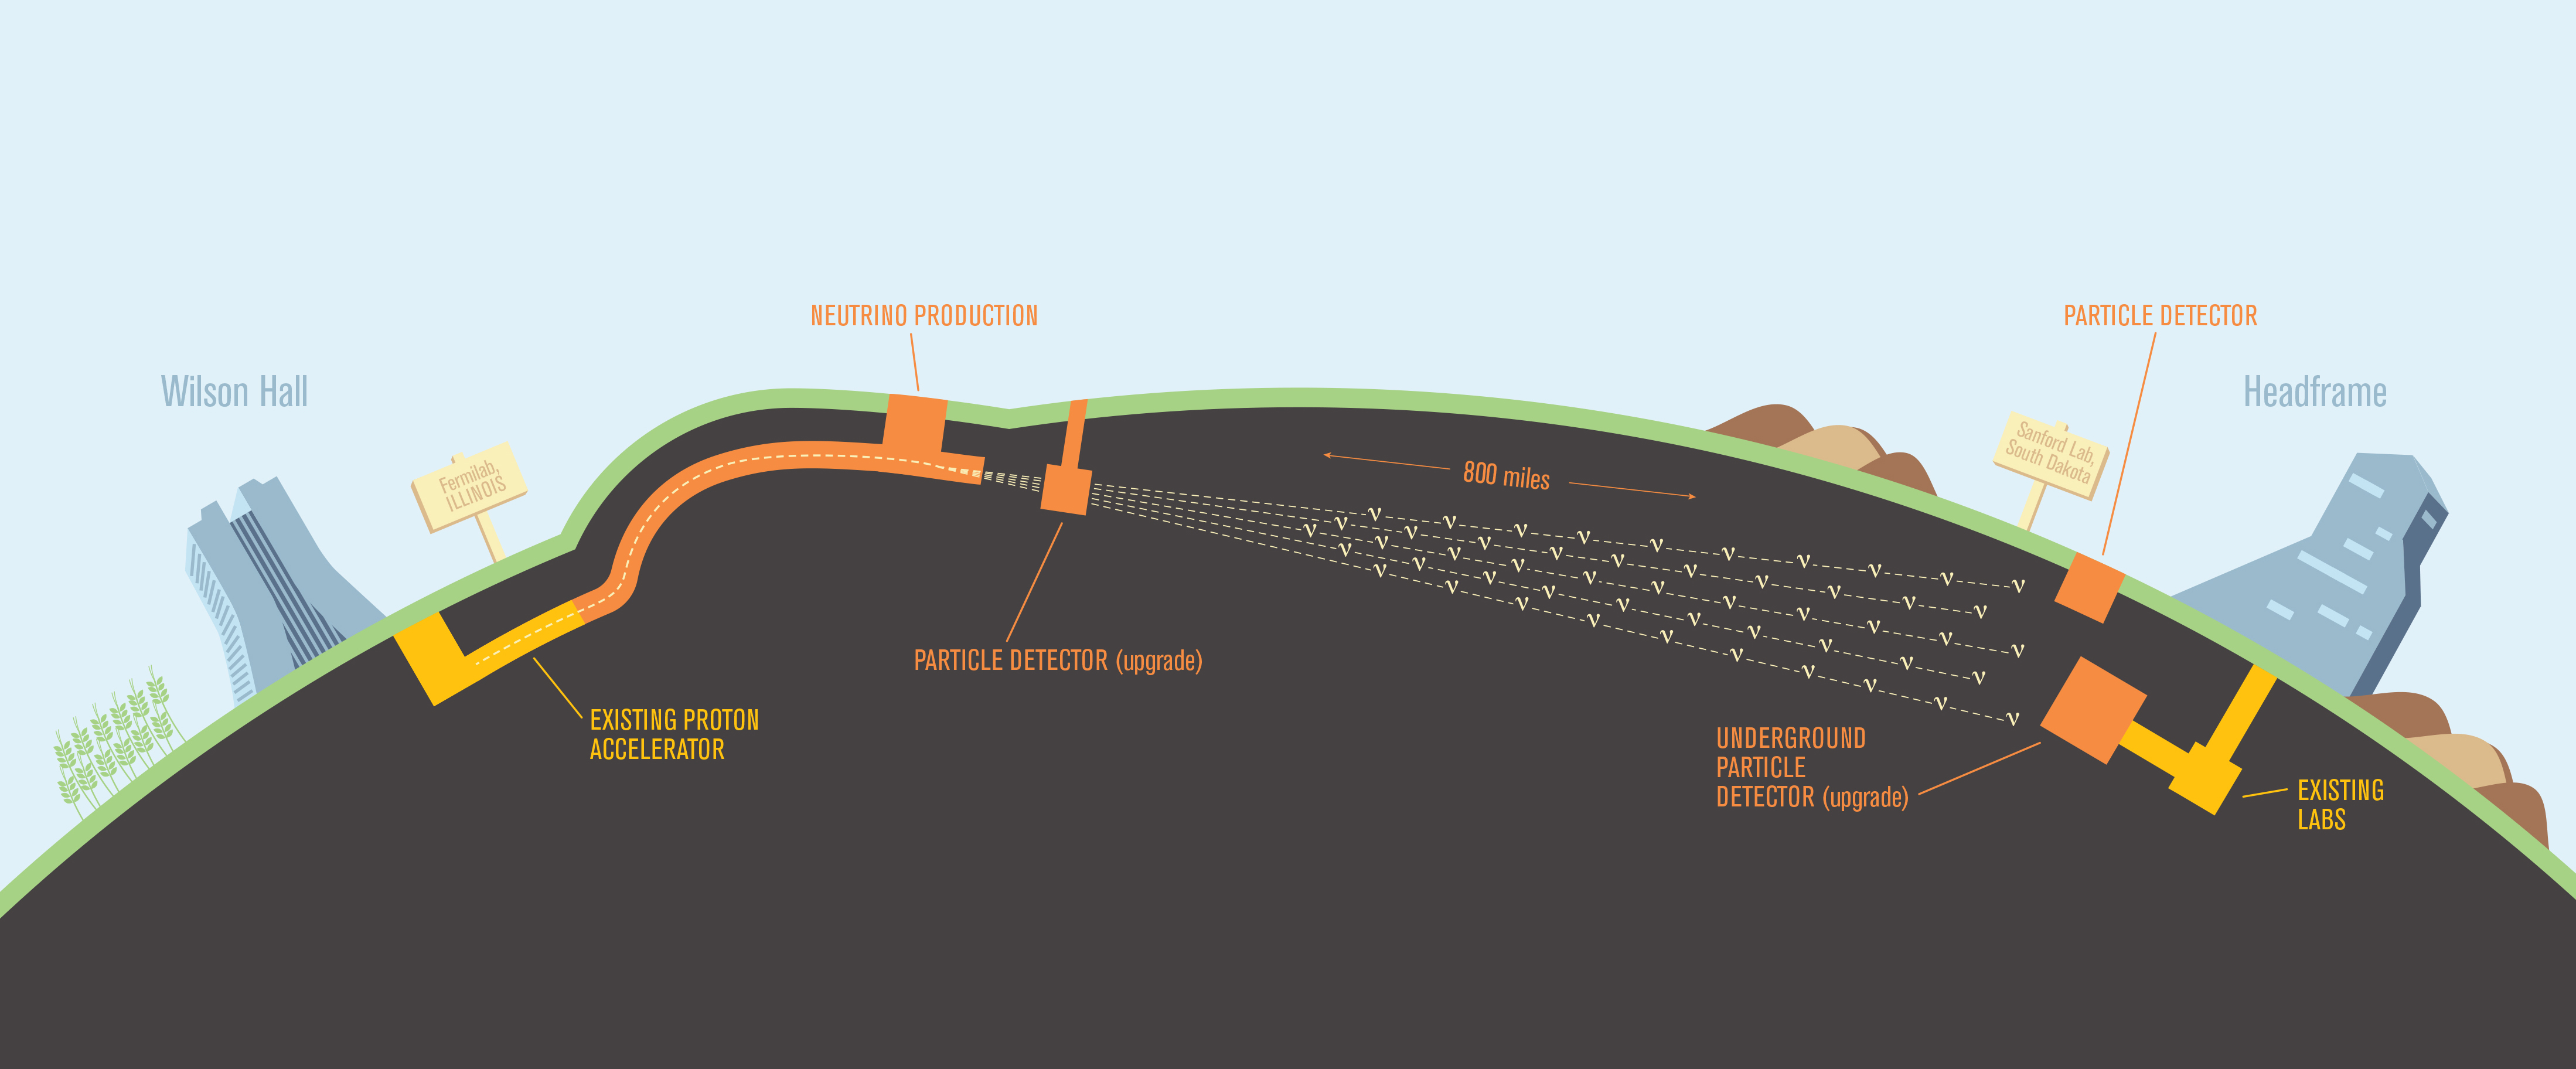 NEUTRINO PRODUCTION
PARTICLE DETECTOR
Wilson Hall
Headframe
Fermilab,
ILLINOIS
Sanford Lab,
South Dakota
800 miles
PARTICLE DETECTOR (upgrade)
EXISTING PROTON
ACCELERATOR
UNDERGROUND
PARTICLE
DETECTOR (upgrade)
EXISTING
LABS